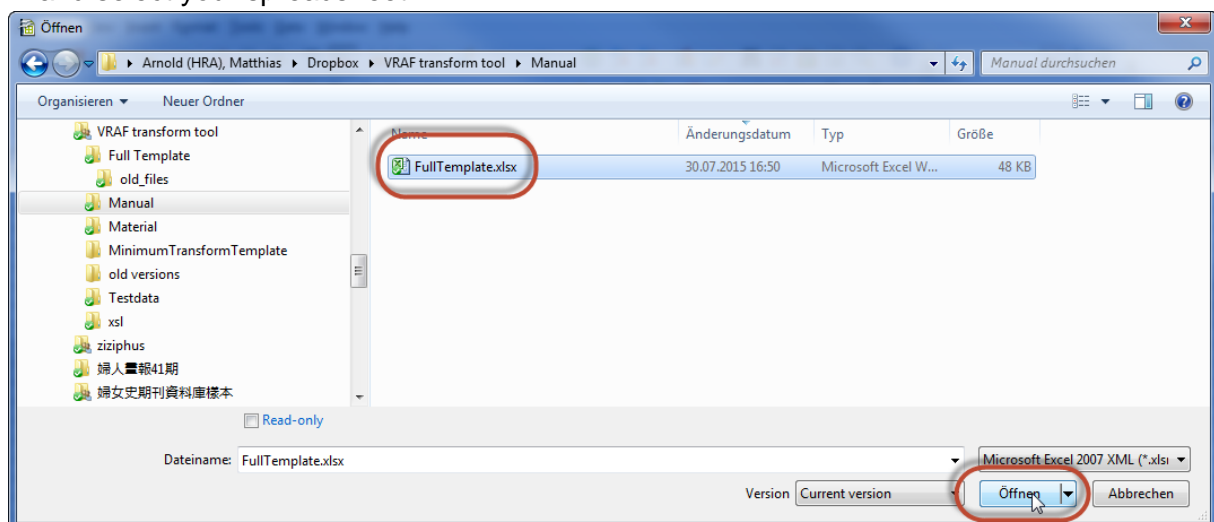 Öffnen
Arnold (HRA), Matthias ▸ Dropbox ▸ VRAF transform tool ▸ Manual
Manual durchsuchen
Organisieren
Neuer Ordner
VRAF transform tool
Full Template
old_files
Manual
Material
MinimumTransformTemplate
old versions
Testdata
xsl
ziziphus
婦人畫報41期
婦女史期刊資料庫樣本
Name Änderungsdatum Typ Größe
FullTemplate.xlsx 30.07.2015 16:50 Microsoft Excel W... 48 KB
Read-only
Dateiname: FullTemplate.xlsx
Microsoft Excel 2007 XML (*.xlsx
Version Current version Öffnen Abbrechen